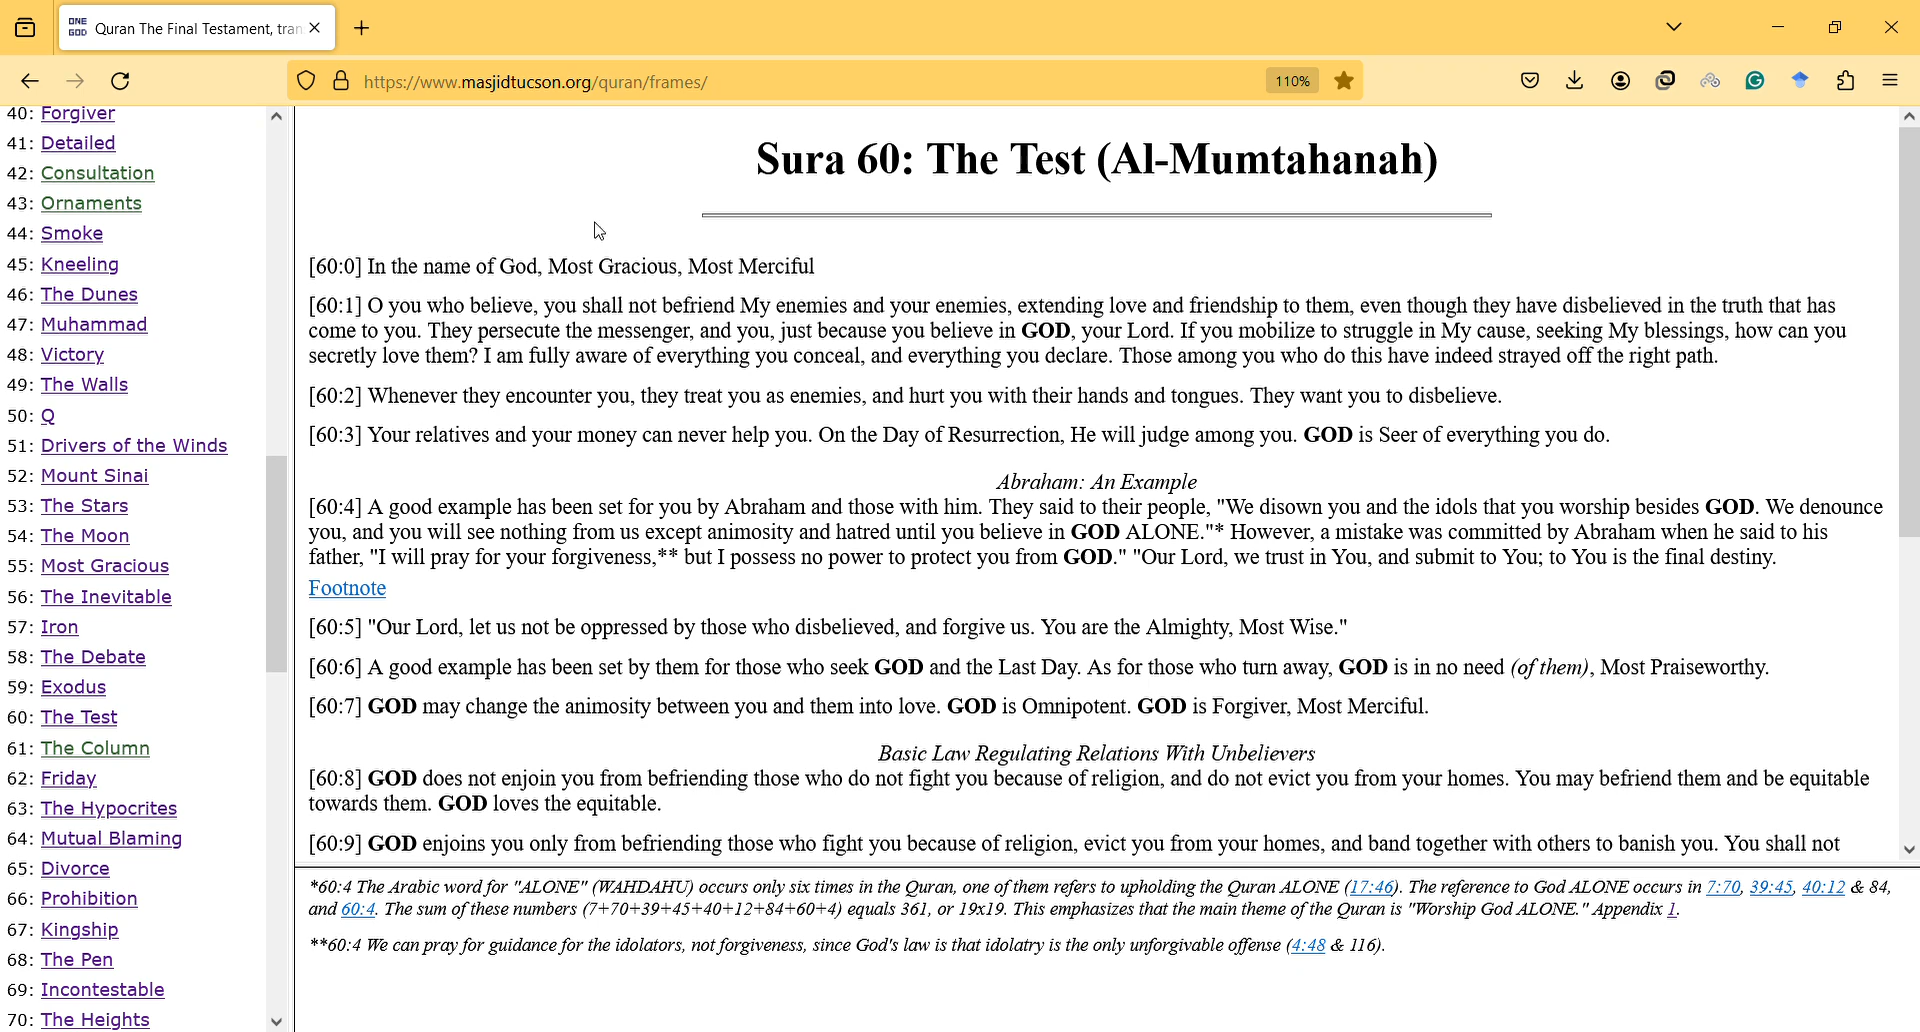 ONE
GOD
Quran The Final Testament, tran
https://www.masjidtucson.org/quran/frames/
110%
40: Forgiver
41: Detailed
42: Consultation
43: Ornaments
44: Smoke
45: Kneeling
46: The Dunes
47: Muhammad
48: Victory
49: The Walls
50: Q
51: Drivers of the Winds
52: Mount Sinai
53: The Stars
54: The Moon
55: Most Gracious
56: The Inevitable
57: Iron
58: The Debate
59: Exodus
60: The Test
61: The Column
62: Friday
63: The Hypocrites
64: Mutual Blaming
65: Divorce
66: Prohibition
67: Kingship
68: The Pen
69: Incontestable
70: The Heights
Sura 60: The Test (Al-Mumtahanah)
[60:0] In the name of God, Most Gracious, Most Merciful
[60:1] O you who believe, you shall not befriend My enemies and your enemies, extending love and friendship to them, even though they have disbelieved in the truth that has
come to you. They persecute the messenger, and you, just because you believe in GOD, your Lord. If you mobilize to struggle in My cause, seeking My blessings, how can you
secretly love them? I am fully aware of everything you conceal, and everything you declare. Those among you who do this have indeed strayed off the right path.
[60:2] Whenever they encounter you, they treat you as enemies, and hurt you with their hands and tongues. They want you to disbelieve.
[60:3] Your relatives and your money can never help you. On the Day of Resurrection, He will judge among you. GOD is Seer of everything you do.
Abraham: An Example
[60:4] A good example has been set for you by Abraham and those with him. They said to their people, "We disown you and the idols that you worship besides GOD. We denounce
you, and you will see nothing from us except animosity and hatred until you believe in GOD ALONE."* However, a mistake was committed by Abraham when he said to his
father, "I will pray for your forgiveness,** but I possess no power to protect you from GOD." "Our Lord, we trust in You, and submit to You; to You is the final destiny.
Footnote
[60:5] "Our Lord, let us not be oppressed by those who disbelieved, and forgive us. You are the Almighty, Most Wise."
[60:6] A good example has been set by them for those who seek GOD and the Last Day. As for those who turn away, GOD is in no need (of them), Most Praiseworthy.
[60:7] GOD may change the animosity between you and them into love. GOD is Omnipotent. GOD is Forgiver, Most Merciful.
Basic Law Regulating Relations With Unbelievers
[60:8] GOD does not enjoin you from befriending those who do not fight you because of religion, and do not evict you from your homes. You may befriend them and be equitable
towards them. GOD loves the equitable.
[60:9] GOD enjoins you only from befriending those who fight you because of religion, evict you from your homes, and band together with others to banish you. You shall not
*60:4 The Arabic word for "ALONE" (WAHDAHU) occurs only six times in the Quran, one of them refers to upholding the Quran ALONE (17:46). The reference to God ALONE occurs in 7:70, 39:45, 40:12 & 84,
and 60:4. The sum of these numbers (7+70+39+45+40+12+84+60+4) equals 361, or 19x19. This emphasizes that the main theme of the Quran is "Worship God ALONE." Appendix 1.
**60:4 We can pray for guidance for the idolators, not forgiveness, since God's law is that idolatry is the only unforgivable offense (4:48 & 116).